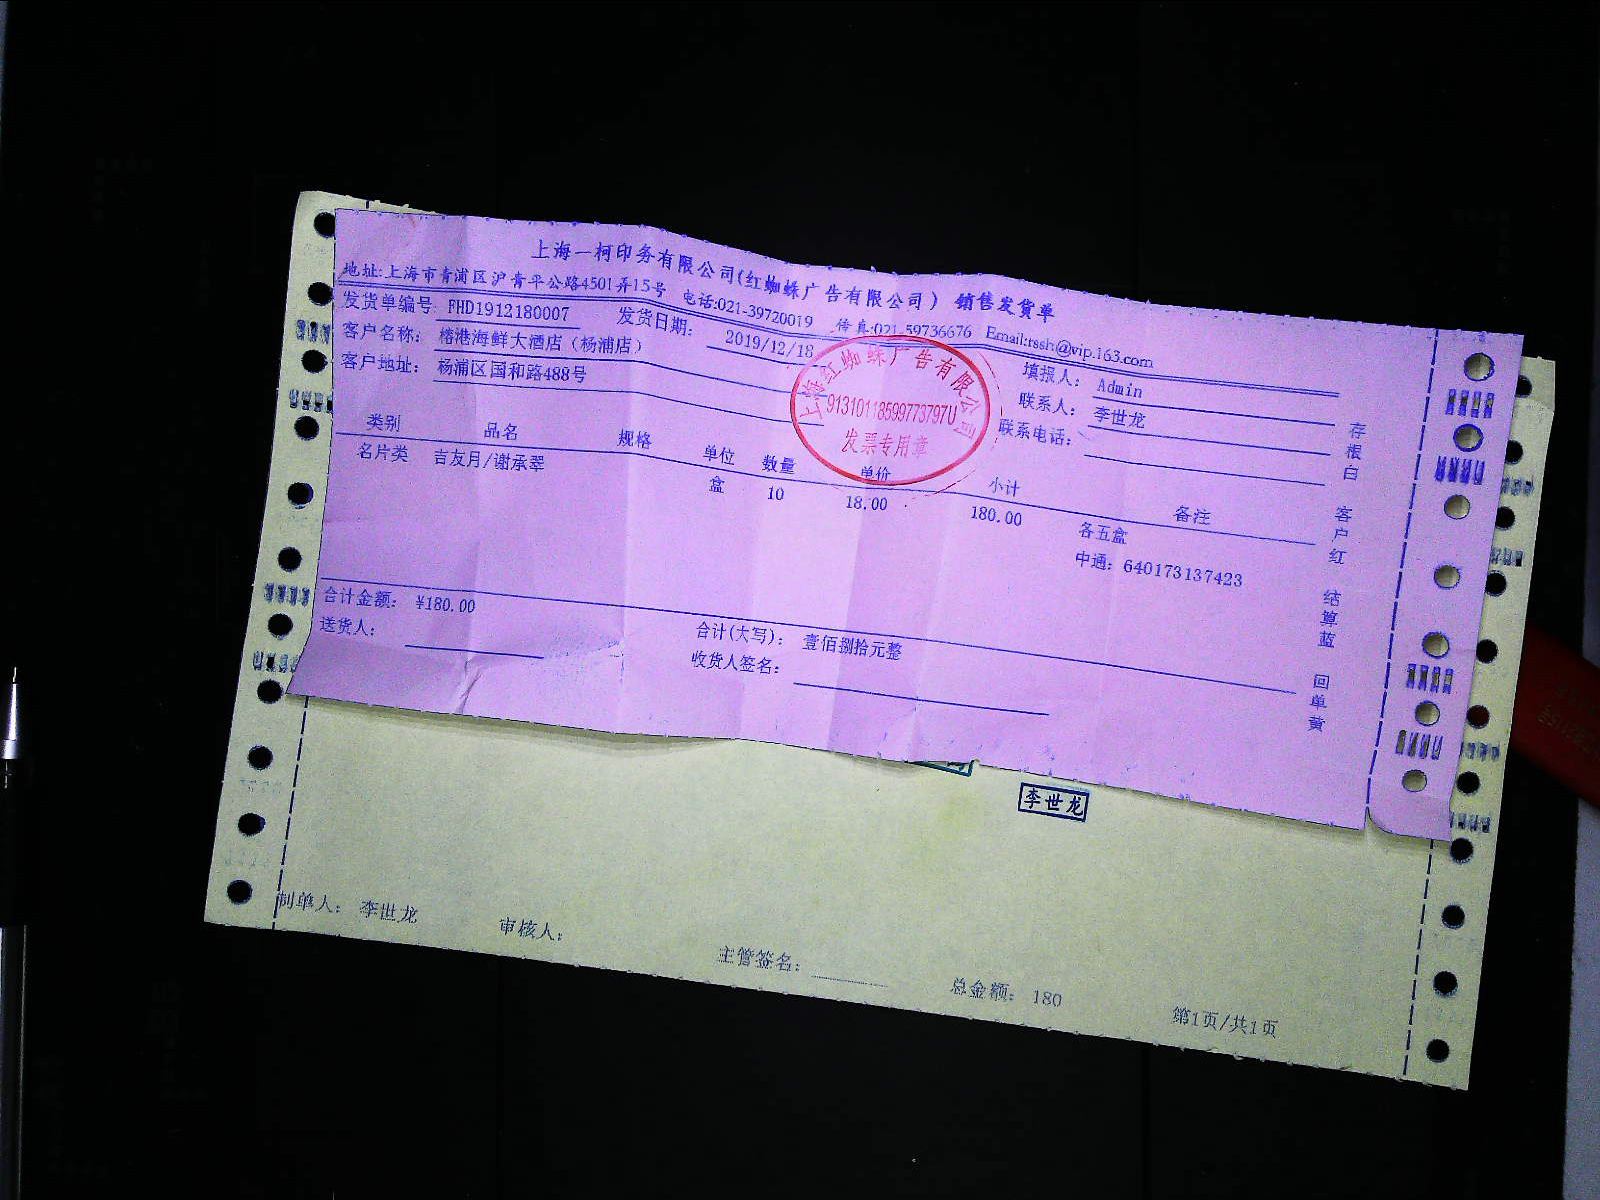 上海一柯印务有限公司(红蜘蛛广告有限公司) 销售发货单
地址:上海市青浦区沪青平公路4501弄15号 电话:021-39720019 传真:021-59736676 Email:rssh@vip.163.com
发货单编号: FHD1912180007 发货日期: 2019/12/18 填报人: Admin
客户名称: 榕港海鲜大酒店(杨浦店) 联系人: 李世龙
客户地址: 杨浦区国和路488号 联系电话:
上海红蜘蛛广告有限公司
91310118599773797U
发票专用章
类别 品名 规格 单位 数量 单价 小计 备注
名片类 吉友月/谢承翠 盒 10 18.00 180.00 各五盒
中通: 640173137423
合计金额: ¥180.00 合计(大写): 壹佰捌拾元整
送货人: 收货人签名:
存根白 客户红 结算蓝 回单黄
李世龙
制单人: 李世龙 审核人: 主管签名: 总金额: 180 第1页/共1页